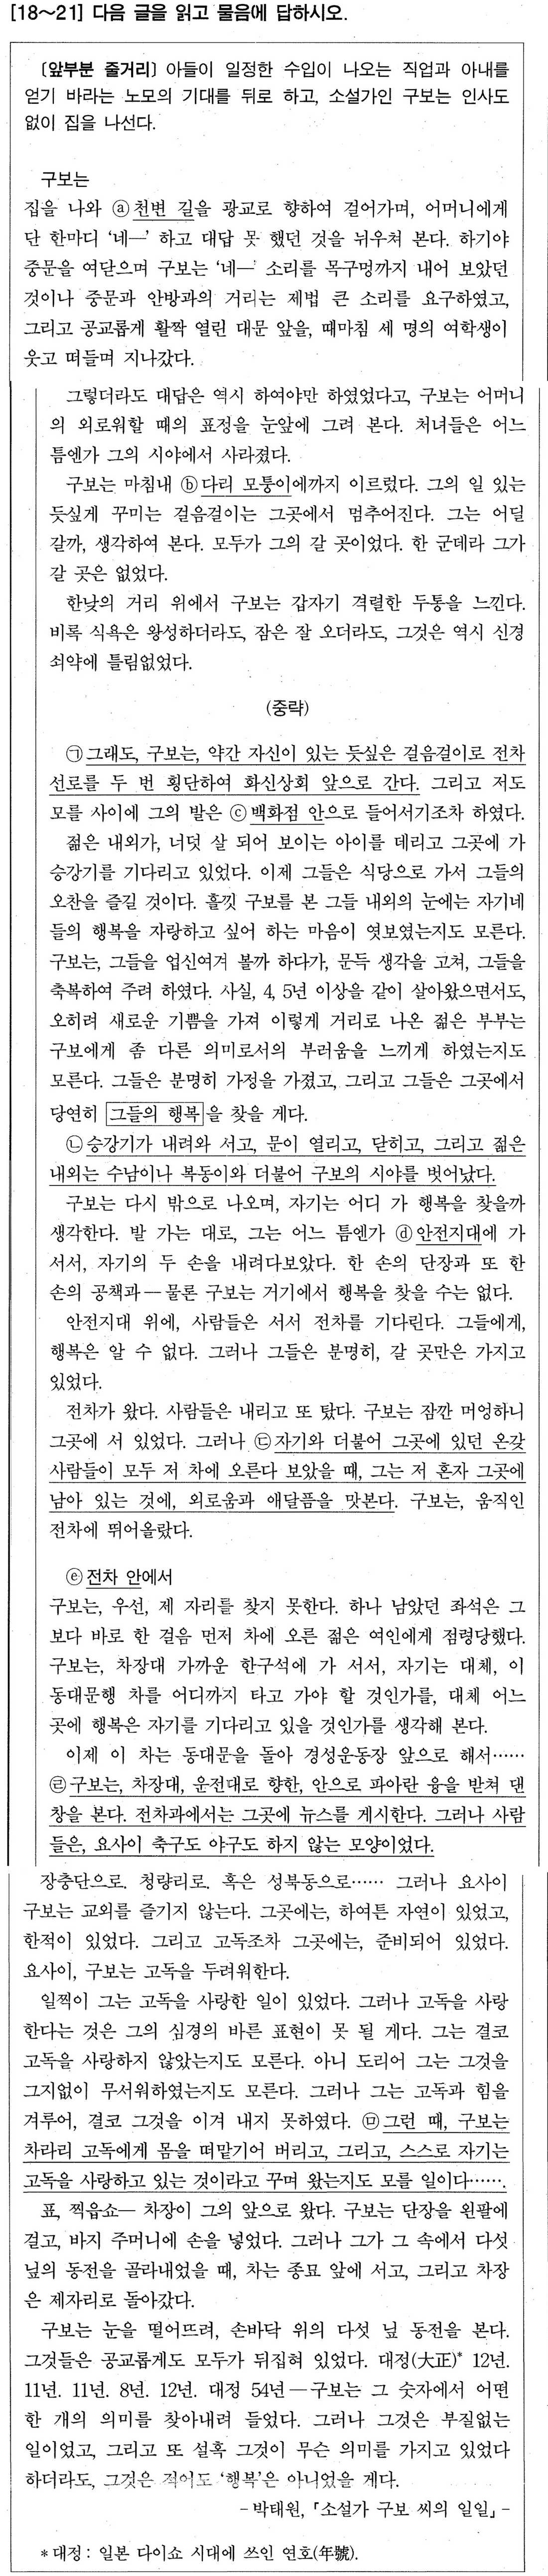 [18~21] 다음 글을 읽고 물음에 답하시오.
〔앞부분 줄거리〕 아들이 일정한 수입이 나오는 직업과 아내를
얻기 바라는 노모의 기대를 뒤로 하고, 소설가인 구보는 인사도
없이 집을 나선다.
구보는
집을 나와 ⓐ천변 길을 광교로 향하여 걸어가며, 어머니에게
단 한마디 ‘네―’ 하고 대답 못 했던 것을 뉘우쳐 본다. 하기야
중문을 여닫으며 구보는 ‘네―’ 소리를 목구멍까지 내어 보았던
것이나 중문과 안방과의 거리는 제법 큰 소리를 요구하였고,
그리고 공교롭게 활짝 열린 대문 앞을, 때마침 세 명의 여학생이
웃고 떠들며 지나갔다.
그렇더라도 대답은 역시 하여야만 하였었다고, 구보는 어머니
의 외로워할 때의 표정을 눈앞에 그려 본다. 처녀들은 어느
틈엔가 그의 시야에서 사라졌다.
구보는 마침내 ⓑ다리 모퉁이에까지 이르렀다. 그의 일 있는
듯싶게 꾸미는 걸음걸이는 그곳에서 멈추어진다. 그는 어딜
갈까, 생각하여 본다. 모두가 그의 갈 곳이었다. 한 군데라 그가
갈 곳은 없었다.
한낮의 거리 위에서 구보는 갑자기 격렬한 두통을 느낀다.
비록 식욕은 왕성하더라도, 잠은 잘 오더라도, 그것은 역시 신경
쇠약에 틀림없었다.
(중략)
㉠그래도, 구보는, 약간 자신이 있는 듯싶은 걸음걸이로 전차
선로를 두 번 횡단하여 화신상회 앞으로 간다. 그리고 저도
모를 사이에 그의 발은 ⓒ백화점 안으로 들어서기조차 하였다.
젊은 내외가, 너덧 살 되어 보이는 아이를 데리고 그곳에 가
승강기를 기다리고 있었다. 이제 그들은 식당으로 가서 그들의
오찬을 즐길 것이다. 흘낏 구보를 본 그들 내외의 눈에는 자기네
들의 행복을 자랑하고 싶어 하는 마음이 엿보였는지도 모른다.
구보는, 그들을 업신여겨 볼까 하다가, 문득 생각을 고쳐, 그들을
축복하여 주려 하였다. 사실, 4, 5년 이상을 같이 살아왔으면서도,
오히려 새로운 기쁨을 가져 이렇게 거리로 나온 젊은 부부는
구보에게 좀 다른 의미로서의 부러움을 느끼게 하였는지도
모른다. 그들은 분명히 가정을 가졌고, 그리고 그들은 그곳에서
당연히 그들의 행복을 찾을 게다.
㉡승강기가 내려와 서고, 문이 열리고, 닫히고, 그리고 젊은
내외는 수남이나 복동이와 더불어 구보의 시야를 벗어났다.
구보는 다시 밖으로 나오며, 자기는 어디 가 행복을 찾을까
생각한다. 발 가는 대로, 그는 어느 틈엔가 ⓓ안전지대에 가
서서, 자기의 두 손을 내려다보았다. 한 손의 단장과 또 한
손의 공책과 ― 물론 구보는 거기에서 행복을 찾을 수는 없다.
안전지대 위에, 사람들은 서서 전차를 기다린다. 그들에게,
행복은 알 수 없다. 그러나 그들은 분명히, 갈 곳만은 가지고
있었다.
전차가 왔다. 사람들은 내리고 또 탔다. 구보는 잠깐 머엉하니
그곳에 서 있었다. 그러나 ㉢자기와 더불어 그곳에 있던 온갖
사람들이 모두 저 차에 오른다 보았을 때, 그는 저 혼자 그곳에
남아 있는 것에, 외로움과 애달픔을 맛본다. 구보는, 움직인
전차에 뛰어올랐다.
ⓔ전차 안에서
구보는, 우선, 제 자리를 찾지 못한다. 하나 남았던 좌석은 그
보다 바로 한 걸음 먼저 차에 오른 젊은 여인에게 점령당했다.
구보는, 차장대 가까운 한구석에 가 서서, 자기는 대체, 이
동대문행 차를 어디까지 타고 가야 할 것인가를, 대체 어느
곳에 행복은 자기를 기다리고 있을 것인가를 생각해 본다.
이제 이 차는 동대문을 돌아 경성운동장 앞으로 해서……
㉣구보는, 차장대, 운전대로 향한, 안으로 파아란 융을 받쳐 댄
창을 본다. 전차과에서는 그곳에 뉴스를 게시한다. 그러나 사람
들은, 요사이 축구도 야구도 하지 않는 모양이었다.
장충단으로. 청량리로. 혹은 성북동으로…… 그러나 요사이
구보는 교외를 즐기지 않는다. 그곳에는, 하여튼 자연이 있었고,
한적이 있었다. 그리고 고독조차 그곳에는, 준비되어 있었다.
요사이, 구보는 고독을 두려워한다.
일찍이 그는 고독을 사랑한 일이 있었다. 그러나 고독을 사랑
한다는 것은 그의 심경의 바른 표현이 못 될 게다. 그는 결코
고독을 사랑하지 않았는지도 모른다. 아니 도리어 그는 그것을
그지없이 무서워하였는지도 모른다. 그러나 그는 고독과 힘을
겨루어, 결코 그것을 이겨 내지 못하였다. ㉤그런 때, 구보는
차라리 고독에게 몸을 떠맡기어 버리고, 그리고, 스스로 자기는
고독을 사랑하고 있는 것이라고 꾸며 왔는지도 모를 일이다…….
표, 찍읍쇼― 차장이 그의 앞으로 왔다. 구보는 단장을 왼팔에
걸고, 바지 주머니에 손을 넣었다. 그러나 그가 그 속에서 다섯
닢의 동전을 골라내었을 때, 차는 종묘 앞에 서고, 그리고 차장
은 제자리로 돌아갔다.
구보는 눈을 떨어뜨려, 손바닥 위의 다섯 닢 동전을 본다.
그것들은 공교롭게도 모두가 뒤집혀 있었다. 대정(大正)* 12년.
11년. 11년. 8년. 12년. 대정 54년 ― 구보는 그 숫자에서 어떤
한 개의 의미를 찾아내려 들었다. 그러나 그것은 부질없는
일이었고, 그리고 또 설혹 그것이 무슨 의미를 가지고 있었다
하더라도, 그것은 적어도 ‘행복’은 아니었을 게다.
- 박태원, 「소설가 구보 씨의 일일」 -
* 대정 : 일본 다이쇼 시대에 쓰인 연호(年號).